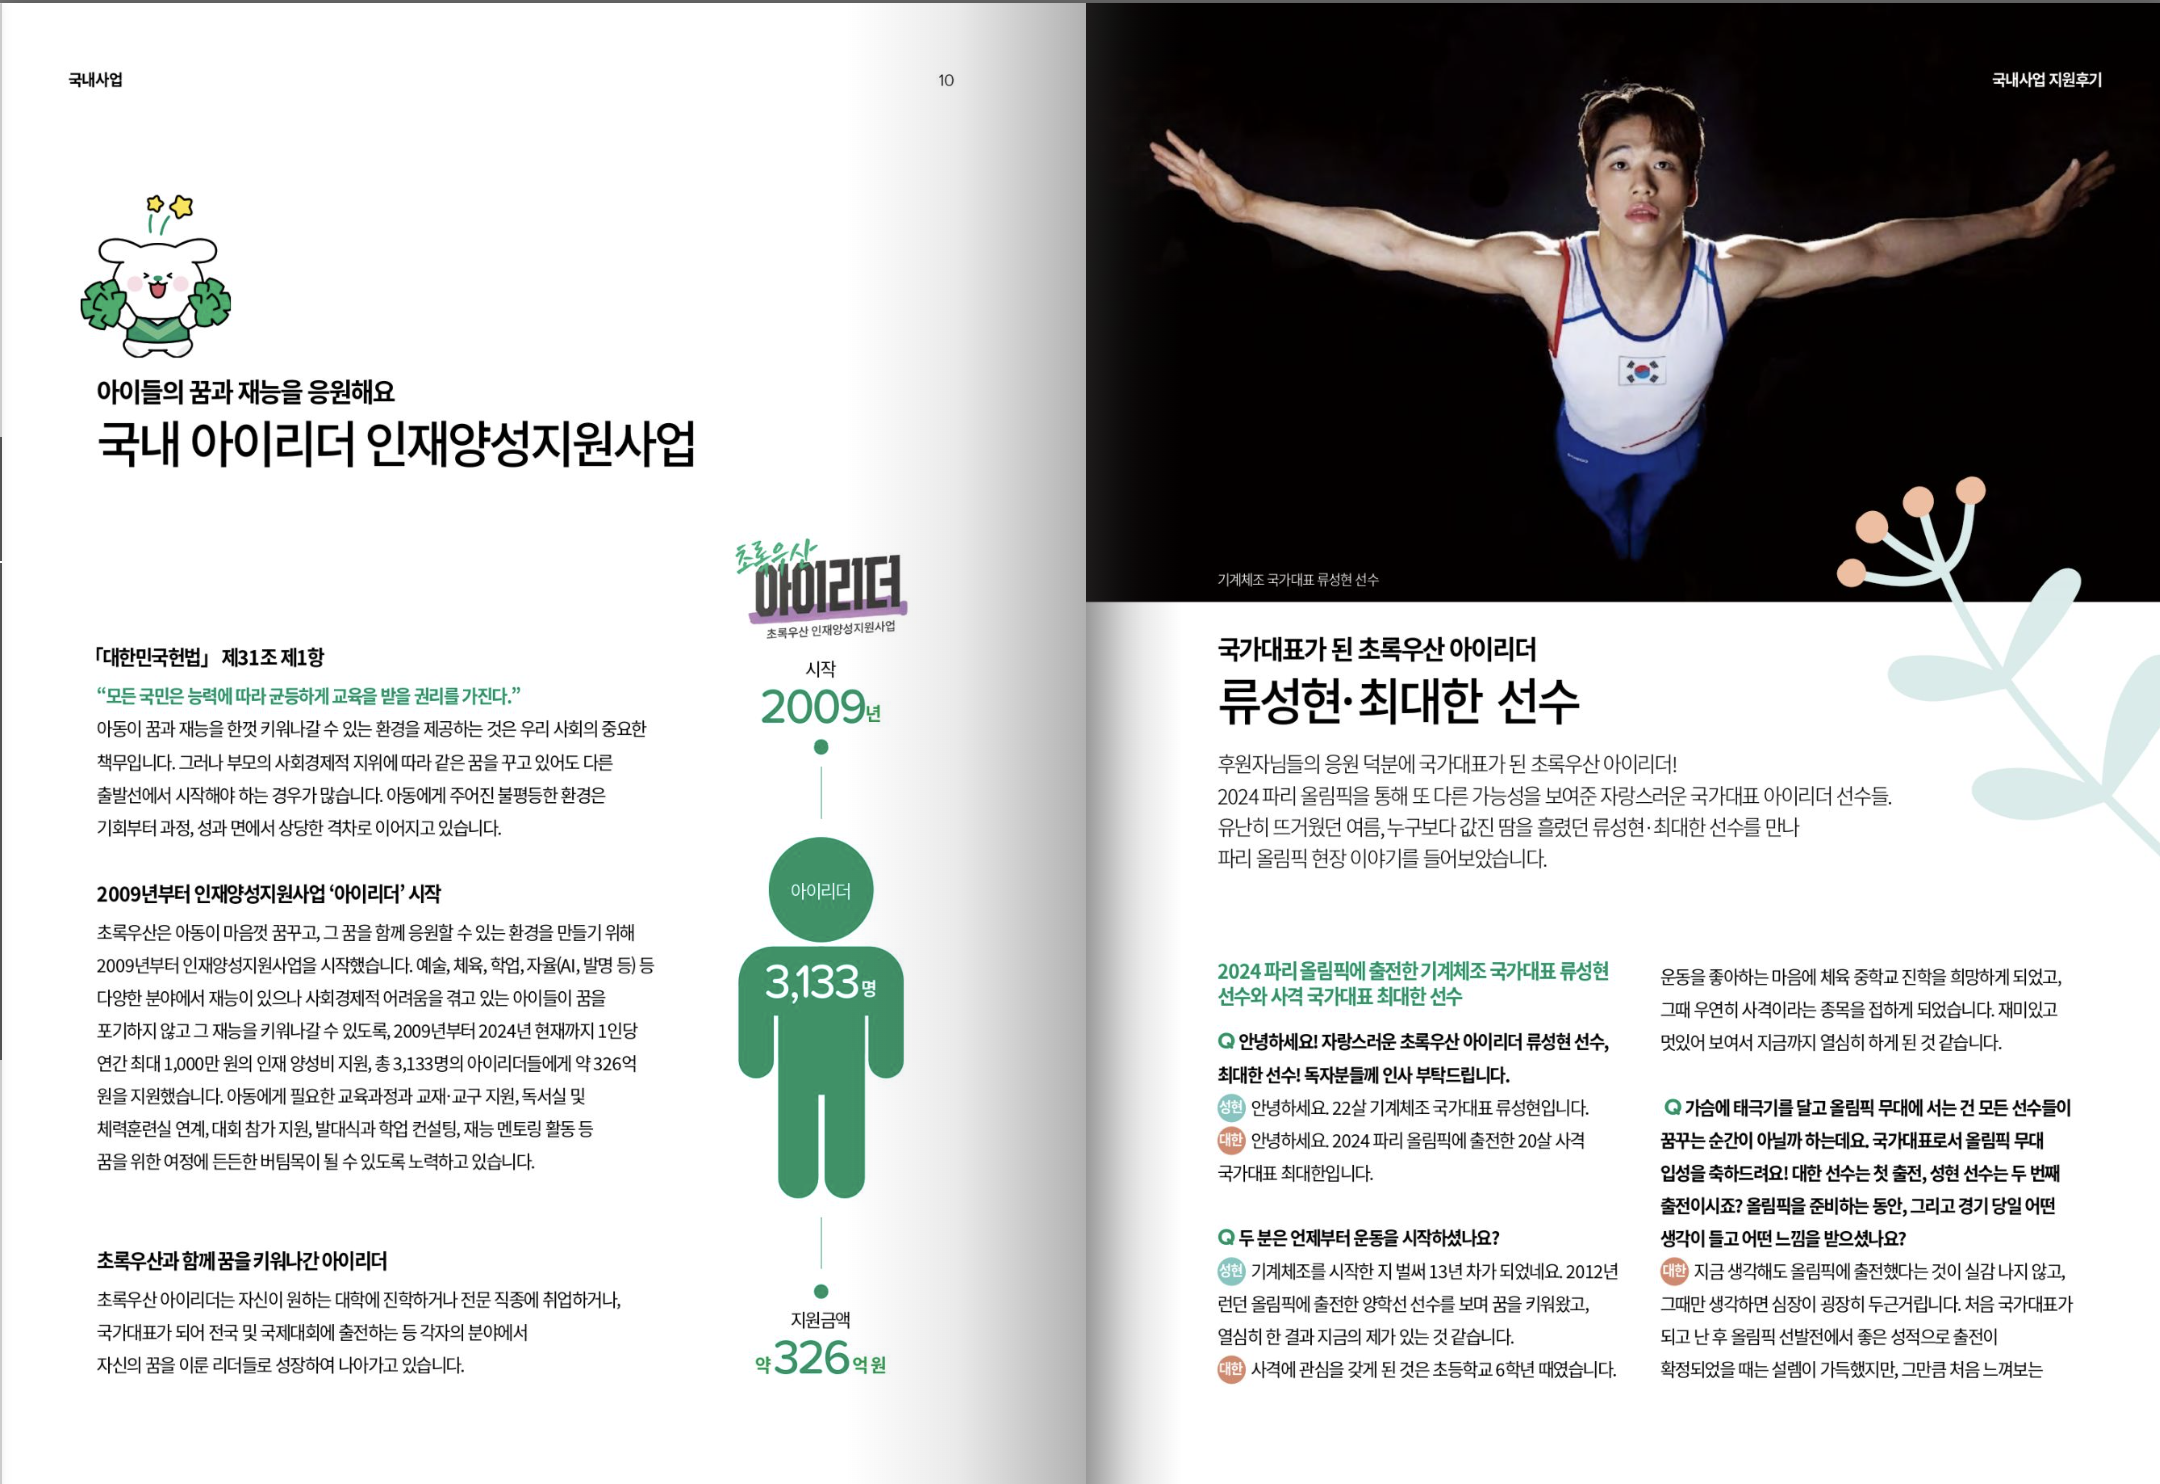 국내사업
10
아이들의 꿈과 재능을 응원해요
국내 아이리더 인재양성지원사업
「대한민국헌법」 제31조 제1항
“모든 국민은 능력에 따라 균등하게 교육을 받을 권리를 가진다.”
아동이 꿈과 재능을 한껏 키워나갈 수 있는 환경을 제공하는 것은 우리 사회의 중요한
책무입니다. 그러나 부모의 사회경제적 지위에 따라 같은 꿈을 꾸고 있어도 다른
출발선에서 시작해야 하는 경우가 많습니다. 아동에게 주어진 불평등한 환경은
기회부터 과정, 성과 면에서 상당한 격차로 이어지고 있습니다.
2009년부터 인재양성지원사업 ‘아이리더’ 시작
초록우산은 아동이 마음껏 꿈꾸고, 그 꿈을 함께 응원할 수 있는 환경을 만들기 위해
2009년부터 인재양성지원사업을 시작했습니다. 예술, 체육, 학업, 자율(AI, 발명 등) 등
다양한 분야에서 재능이 있으나 사회경제적 어려움을 겪고 있는 아이들이 꿈을
포기하지 않고 그 재능을 키워나갈 수 있도록, 2009년부터 2024년 현재까지 1인당
연간 최대 1,000만 원의 인재 양성비 지원, 총 3,133명의 아이리더들에게 약 326억
원을 지원했습니다. 아동에게 필요한 교육과정과 교재·교구 지원, 독서실 및
체력훈련실 연계, 대회 참가 지원, 발대식과 학업 컨설팅, 재능 멘토링 활동 등
꿈을 위한 여정에 든든한 버팀목이 될 수 있도록 노력하고 있습니다.
초록우산과 함께 꿈을 키워나간 아이리더
초록우산 아이리더는 자신이 원하는 대학에 진학하거나 전문 직종에 취업하거나,
국가대표가 되어 전국 및 국제대회에 출전하는 등 각자의 분야에서
자신의 꿈을 이룬 리더들로 성장하여 나아가고 있습니다.
초록우산
아이리더
초록우산 인재양성지원사업
시작
2009년
아이리더
3,133명
지원금액
약 326억 원
국내사업 지원후기
기계체조 국가대표 류성현 선수
국가대표가 된 초록우산 아이리더
류성현·최대한 선수
후원자님들의 응원 덕분에 국가대표가 된 초록우산 아이리더!
2024 파리 올림픽을 통해 또 다른 가능성을 보여준 자랑스러운 국가대표 아이리더 선수들.
유난히 뜨거웠던 여름, 누구보다 값진 땀을 흘렸던 류성현·최대한 선수를 만나
파리 올림픽 현장 이야기를 들어보았습니다.
2024 파리 올림픽에 출전한 기계체조 국가대표 류성현
선수와 사격 국가대표 최대한 선수
Q 안녕하세요! 자랑스러운 초록우산 아이리더 류성현 선수,
최대한 선수! 독자분들께 인사 부탁드립니다.
성현 안녕하세요. 22살 기계체조 국가대표 류성현입니다.
대한 안녕하세요. 2024 파리 올림픽에 출전한 20살 사격
국가대표 최대한입니다.
Q 두 분은 언제부터 운동을 시작하셨나요?
성현 기계체조를 시작한 지 벌써 13년 차가 되었네요. 2012년
런던 올림픽에 출전한 양학선 선수를 보며 꿈을 키워왔고,
열심히 한 결과 지금의 제가 있는 것 같습니다.
대한 사격에 관심을 갖게 된 것은 초등학교 6학년 때였습니다.
운동을 좋아하는 마음에 체육 중학교 진학을 희망하게 되었고,
그때 우연히 사격이라는 종목을 접하게 되었습니다. 재미있고
멋있어 보여서 지금까지 열심히 하게 된 것 같습니다.
Q 가슴에 태극기를 달고 올림픽 무대에 서는 건 모든 선수들이
꿈꾸는 순간이 아닐까 하는데요. 국가대표로서 올림픽 무대
입성을 축하드려요! 대한 선수는 첫 출전, 성현 선수는 두 번째
출전이시죠? 올림픽을 준비하는 동안, 그리고 경기 당일 어떤
생각이 들고 어떤 느낌을 받으셨나요?
대한 지금 생각해도 올림픽에 출전했다는 것이 실감 나지 않고,
그때만 생각하면 심장이 굉장히 두근거립니다. 처음 국가대표가
되고 난 후 올림픽 선발전에서 좋은 성적으로 출전이
확정되었을 때는 설렘이 가득했지만, 그만큼 처음 느껴보는